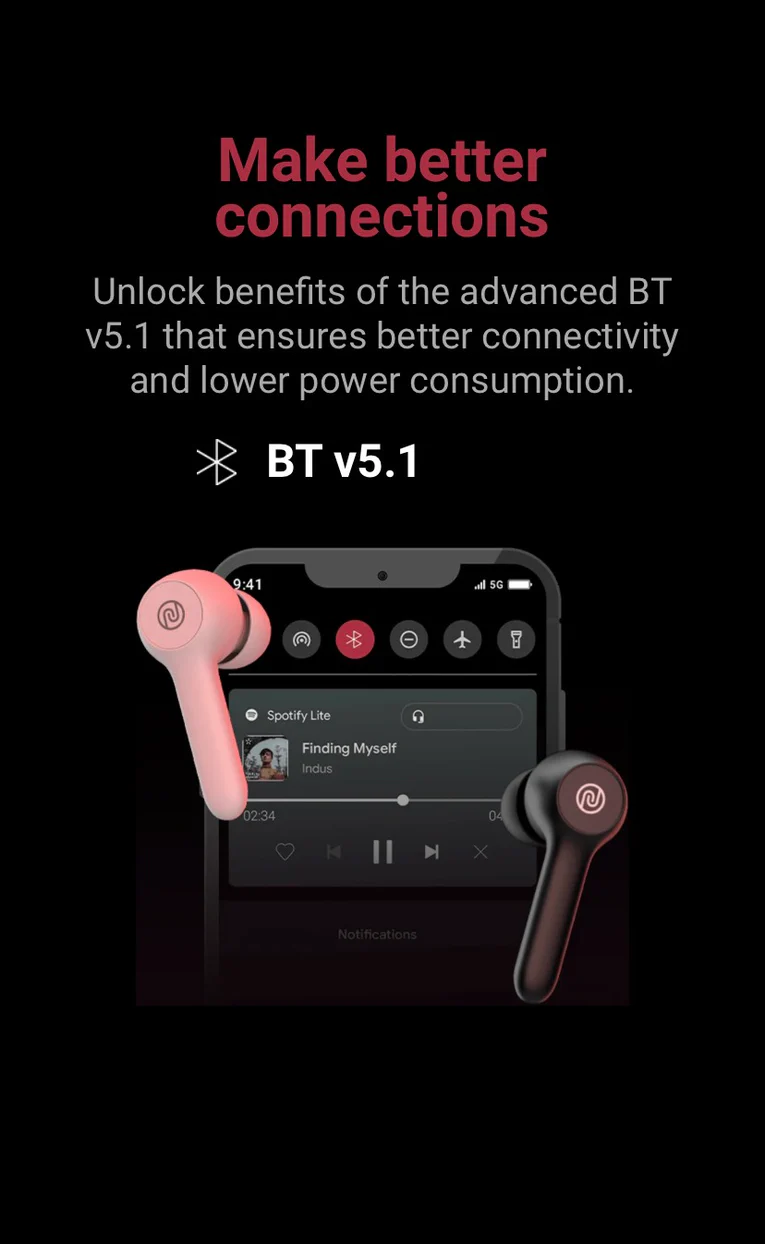 Make better
connections
Unlock benefits of the advanced BT
v5.1 that ensures better connectivity
and lower power consumption.
BT v5.1
9:41
5G
Spotify Lite
Finding Myself
Indus
02:34
04
Notifications